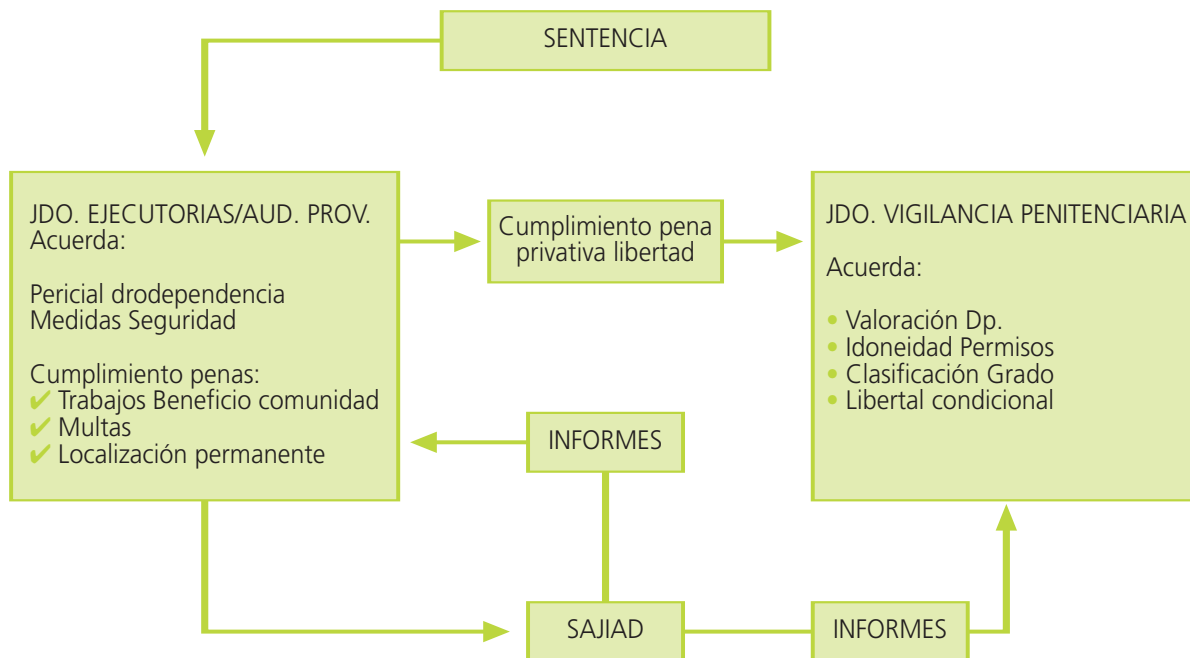 SENTENCIA
JDO. EJECUTORIAS/AUD. PROV.
Acuerda:
Pericial drodependencia
Medidas Seguridad
Cumplimiento penas:
✔ Trabajos Beneficio comunidad
✔ Multas
✔ Localización permanente
Cumplimiento pena
privativa libertad
JDO. VIGILANCIA PENITENCIARIA
Acuerda:
• Valoración Dp.
• Idoneidad Permisos
• Clasificación Grado
• Libertal condicional
INFORMES
SAJIAD
INFORMES